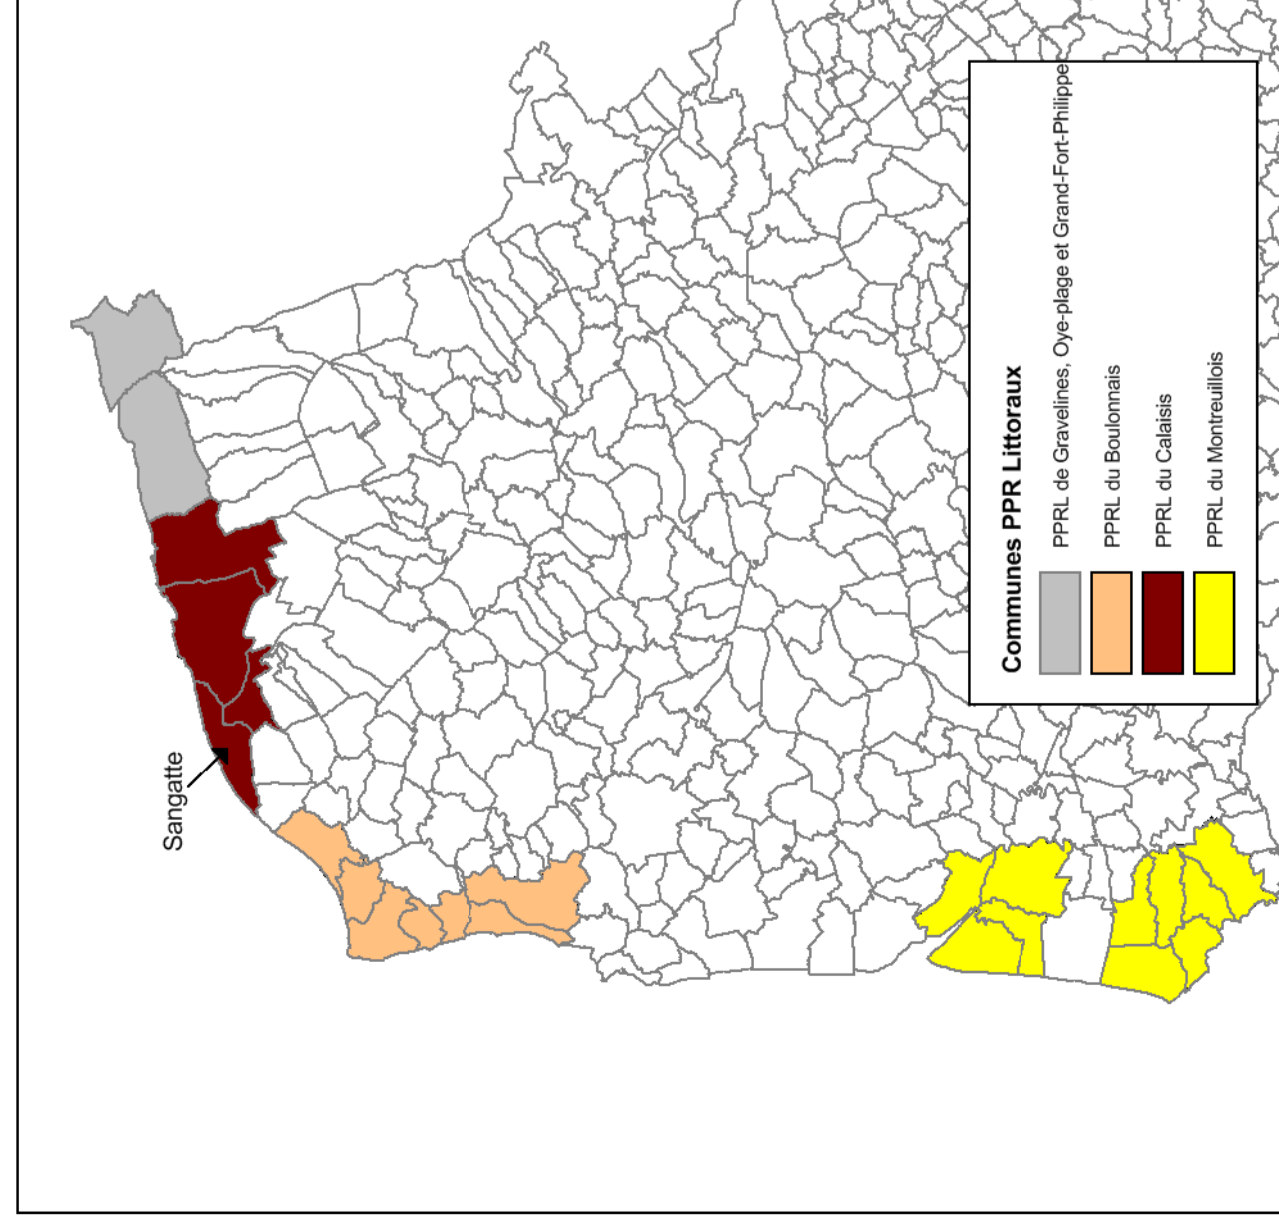 Sangatte
Communes PPR Littoraux
PPRL de Gravelines, Oye-plage et Grand-Fort-Philippe
PPRL du Boulonnais
PPRL du Calaisis
PPRL du Montreuillois